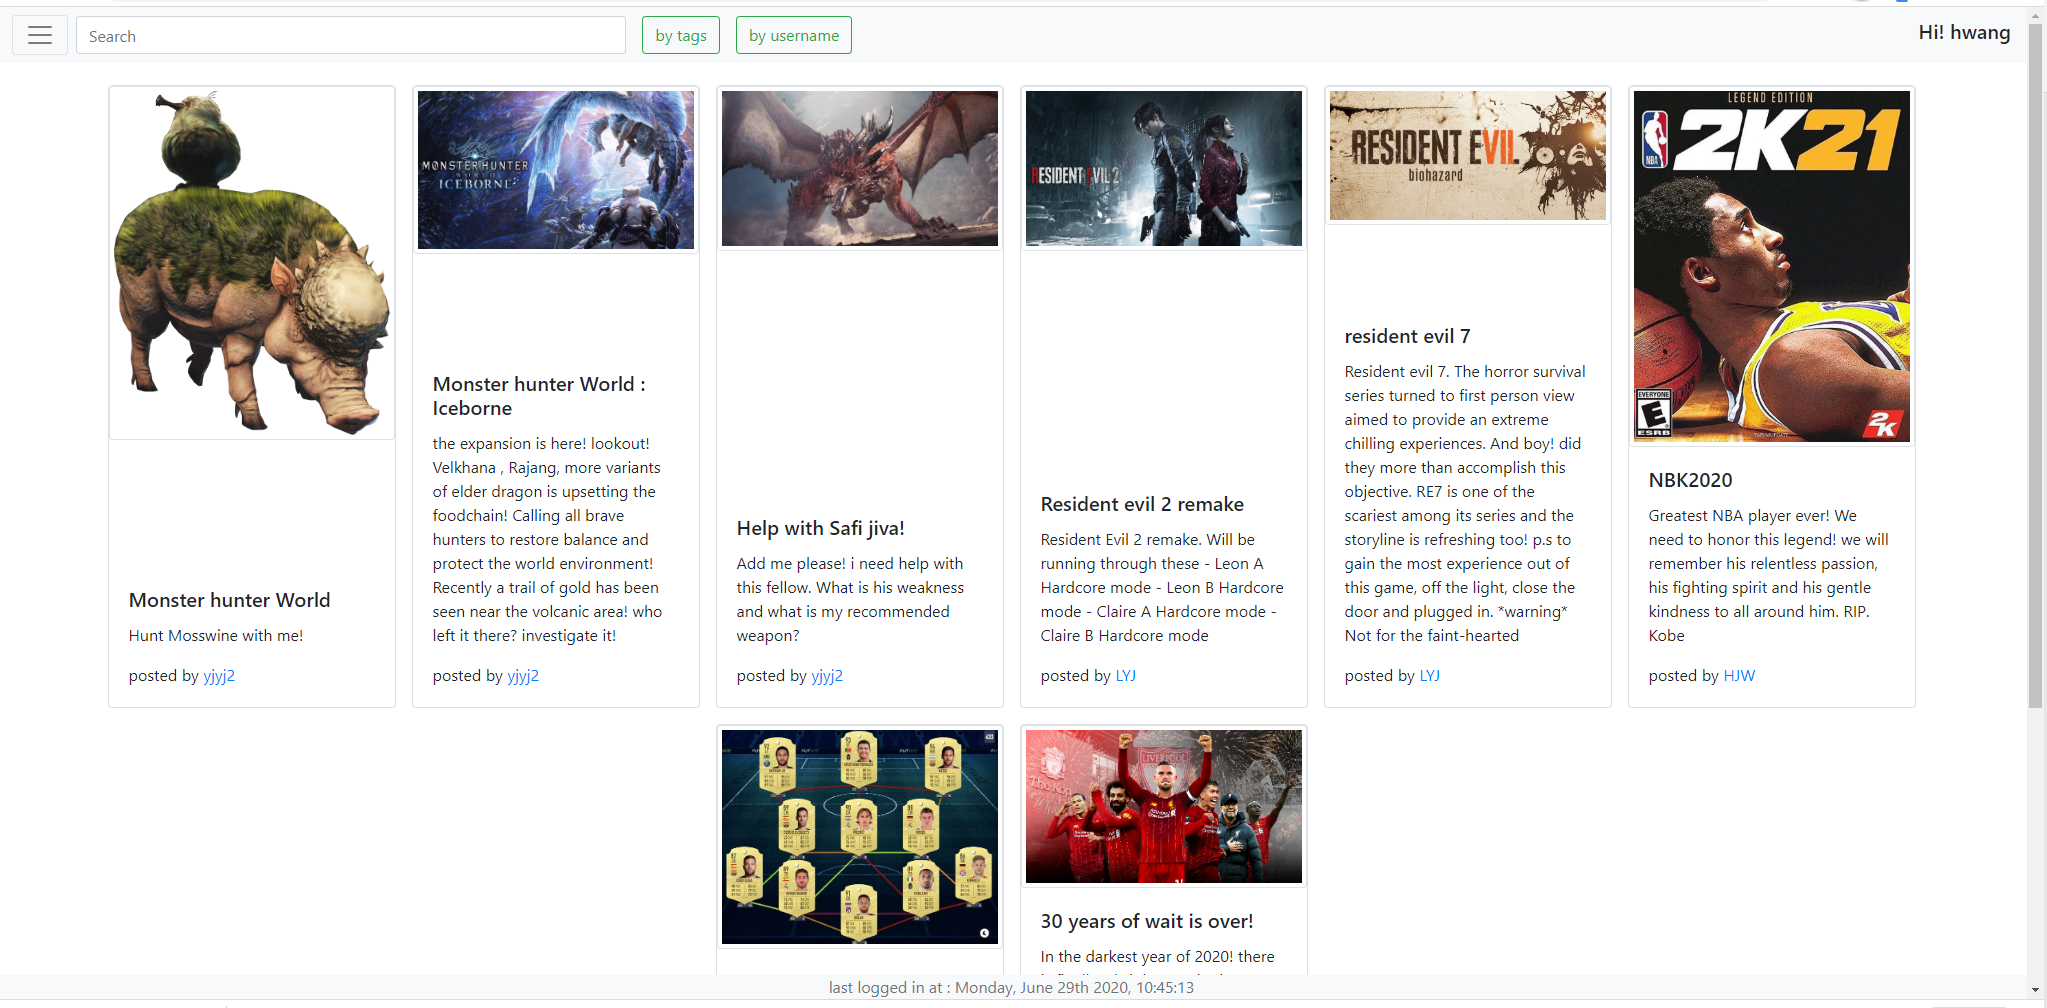 Search
by tags
by username
Hi! hwang
Monster hunter World
Hunt Mosswine with me!
posted by yjyj2
MONSTER HUNTER
WORLD
ICEBORNE
Monster hunter World :
Iceborne
the expansion is here! lookout!
Velkhana , Rajang, more variants
of elder dragon is upsetting the
foodchain! Calling all brave
hunters to restore balance and
protect the world environment!
Recently a trail of gold has been
seen near the volcanic area! who
left it there? investigate it!
posted by yjyj2
Help with Safi jiva!
Add me please! i need help with
this fellow. What is his weakness
and what is my recommended
weapon?
posted by yjyj2
RESIDENT EVIL 2
Resident evil 2 remake
Resident Evil 2 remake. Will be
running through these - Leon A
Hardcore mode - Leon B Hardcore
mode - Claire A Hardcore mode -
Claire B Hardcore mode
posted by LYJ
RESIDENT EVIL
biohazard
resident evil 7
Resident evil 7. The horror survival
series turned to first person view
aimed to provide an extreme
chilling experiences. And boy! did
they more than accomplish this
objective. RE7 is one of the
scariest among its series and the
storyline is refreshing too! p.s to
gain the most experience out of
this game, off the light, close the
door and plugged in. *warning*
Not for the faint-hearted
posted by LYJ
LEGEND EDITION
NBA
2K21
EVERYONE
E
ESRB
2K
NBK2020
Greatest NBA player ever! We
need to honor this legend! we will
remember his relentless passion,
his fighting spirit and his gentle
kindness to all around him. RIP.
Kobe
posted by HJW
LIVERPOOL
30 years of wait is over!
In the darkest year of 2020! there
last logged in at : Monday, June 29th 2020, 10:45:13